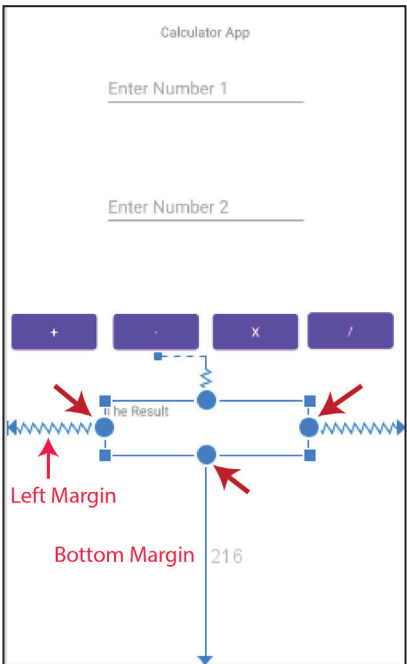 Calculator App
Enter Number 1
Enter Number 2
+ - X /
he Result
Left Margin
Bottom Margin 216